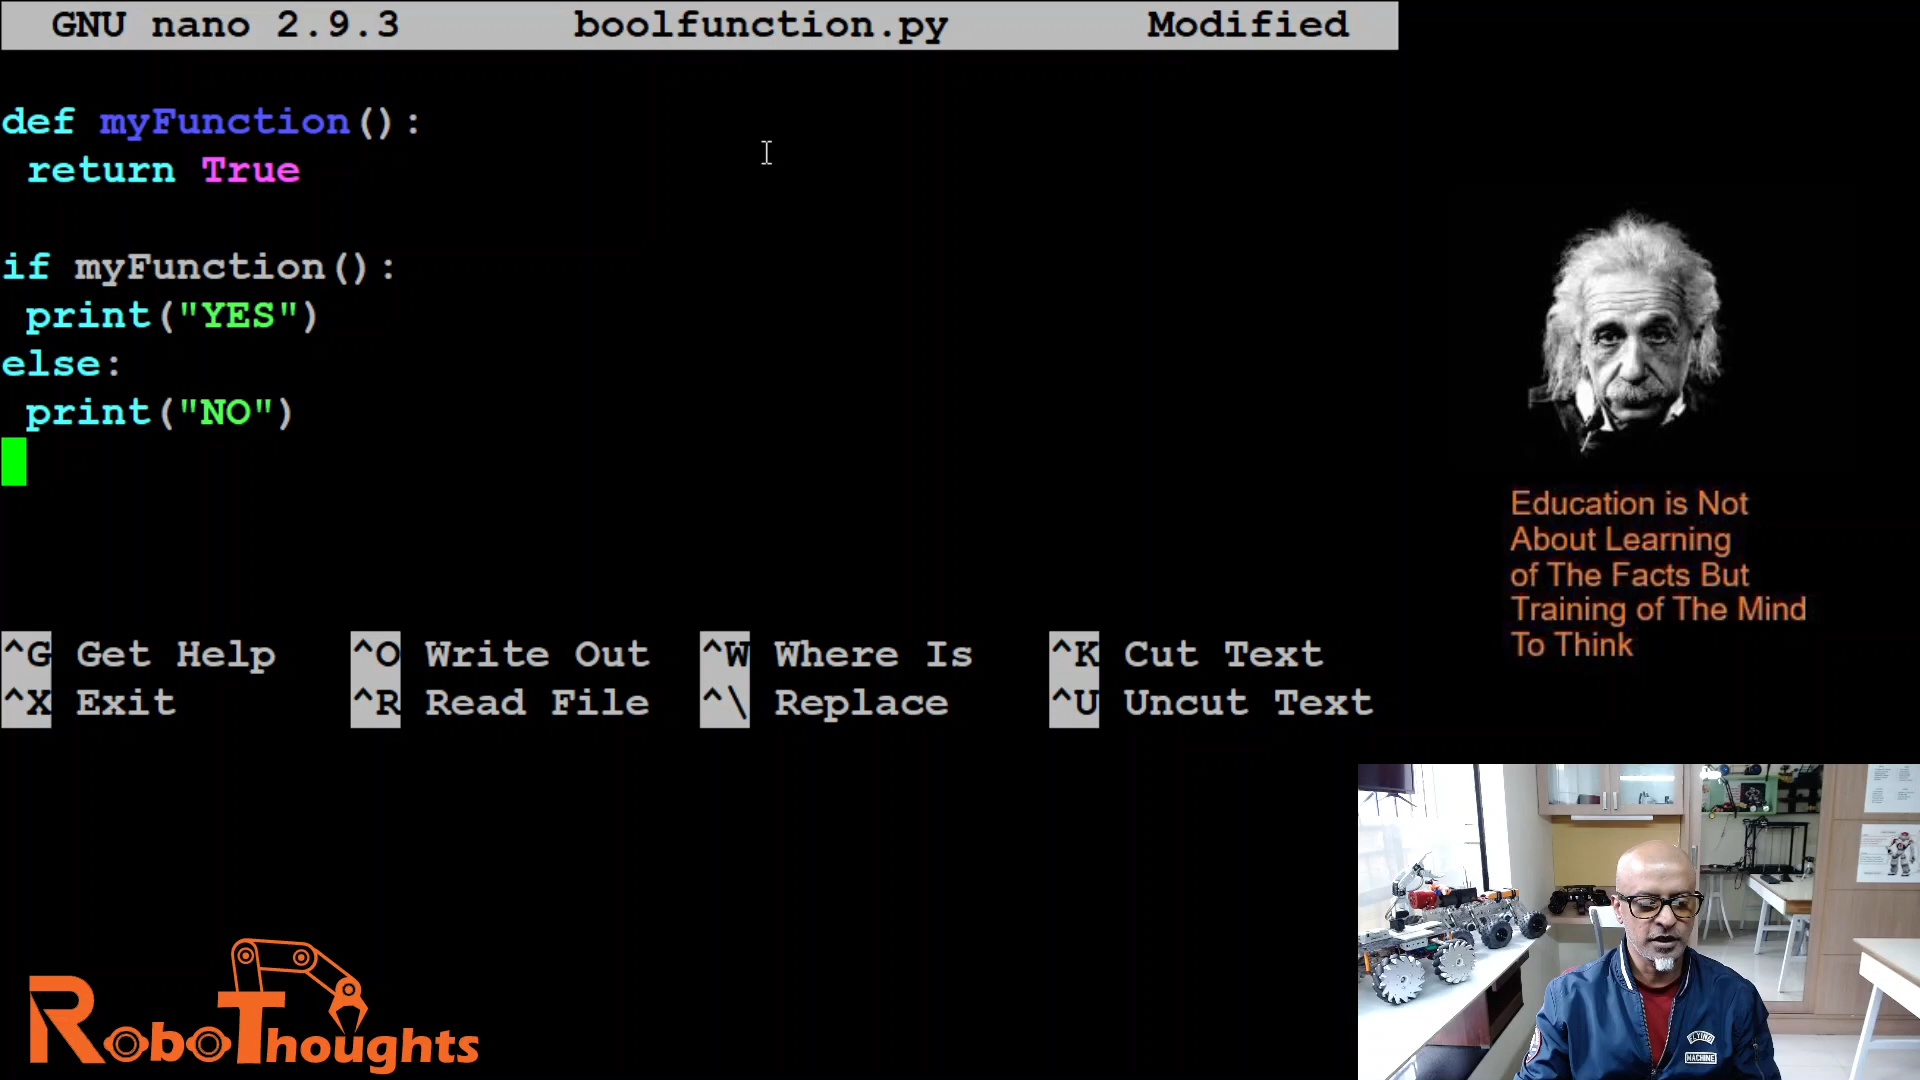 GNU nano 2.9.3 boolfunction.py Modified
def myFunction():
 return True
if myFunction():
 print("YES")
else:
 print("NO")
^G Get Help ^O Write Out ^W Where Is ^K Cut Text
^X Exit ^R Read File ^\ Replace ^U Uncut Text
Education is Not
About Learning
of The Facts But
Training of The Mind
To Think
RoboThoughts
FLYING
MACHINE